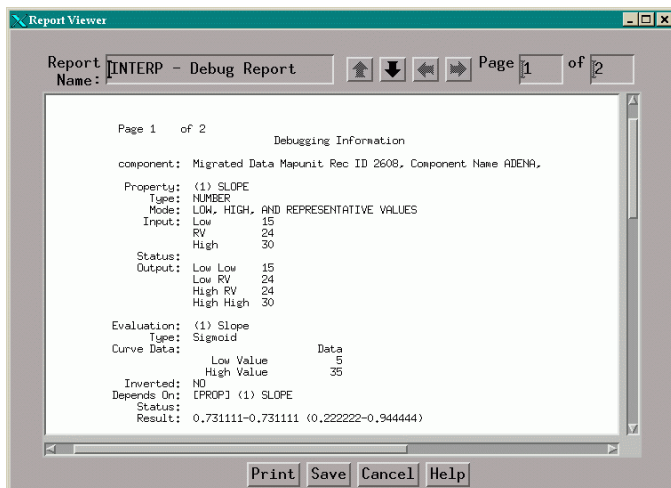 Report Viewer
Report Name: INTERP - Debug Report Page 1 of 2
Page 1 of 2
Debugging Information
component: Migrated Data Mapunit Rec ID 2608, Component Name ADENA,
Property: (1) SLOPE
Type: NUMBER
Mode: LOW, HIGH, AND REPRESENTATIVE VALUES
Input: Low 15
RV 24
High 30
Status:
Output: Low Low 15
Low RV 24
High RV 24
High High 30
Evaluation: (1) Slope
Type: Sigmoid
Curve Data: Data
Low Value 5
High Value 35
Inverted: NO
Depends On: [PROP] (1) SLOPE
Status:
Result: 0.731111-0.731111 (0.222222-0.944444)
Print Save Cancel Help